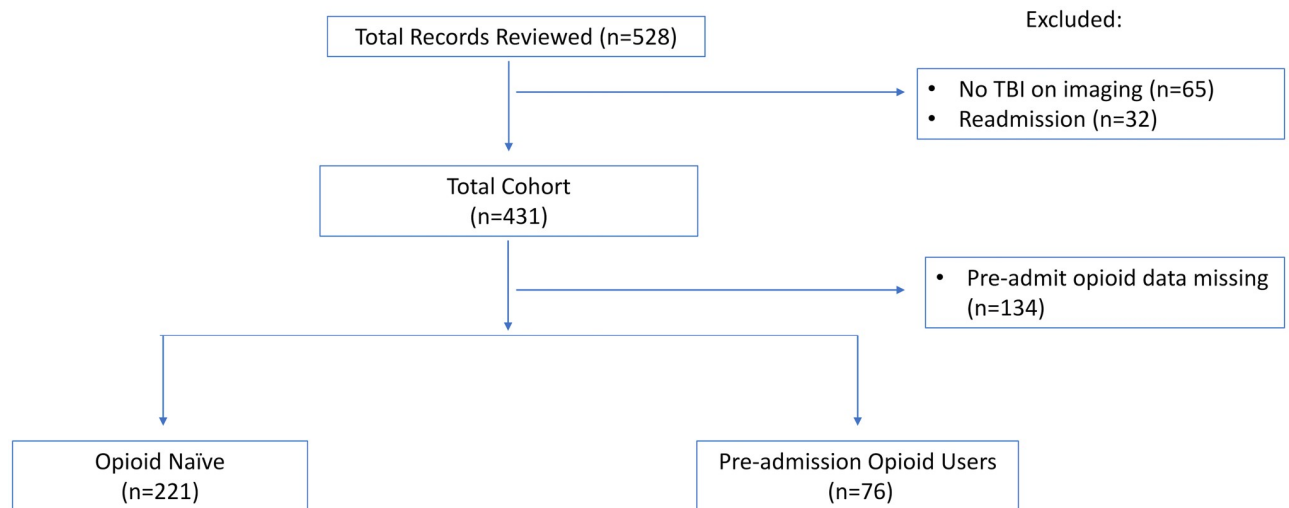 Excluded:
Total Records Reviewed (n=528)
• No TBI on imaging (n=65)
• Readmission (n=32)
Total Cohort
(n=431)
• Pre-admit opioid data missing
(n=134)
Opioid Naïve
(n=221)
Pre-admission Opioid Users
(n=76)